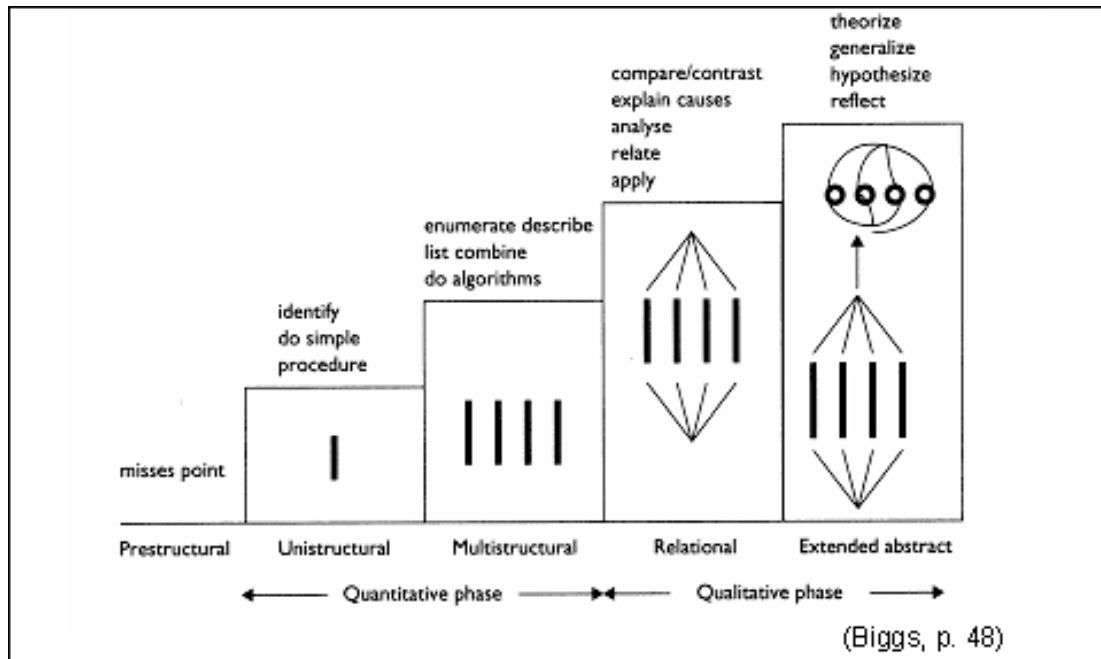 theorize
generalize
hypothesize
reflect
compare/contrast
explain causes
analyse
relate
apply
enumerate describe
list combine
do algorithms
identify
do simple
procedure
misses point
Prestructural
Unistructural
Multistructural
Relational
Extended abstract
Quantitative phase
Qualitative phase
(Biggs, p. 48)